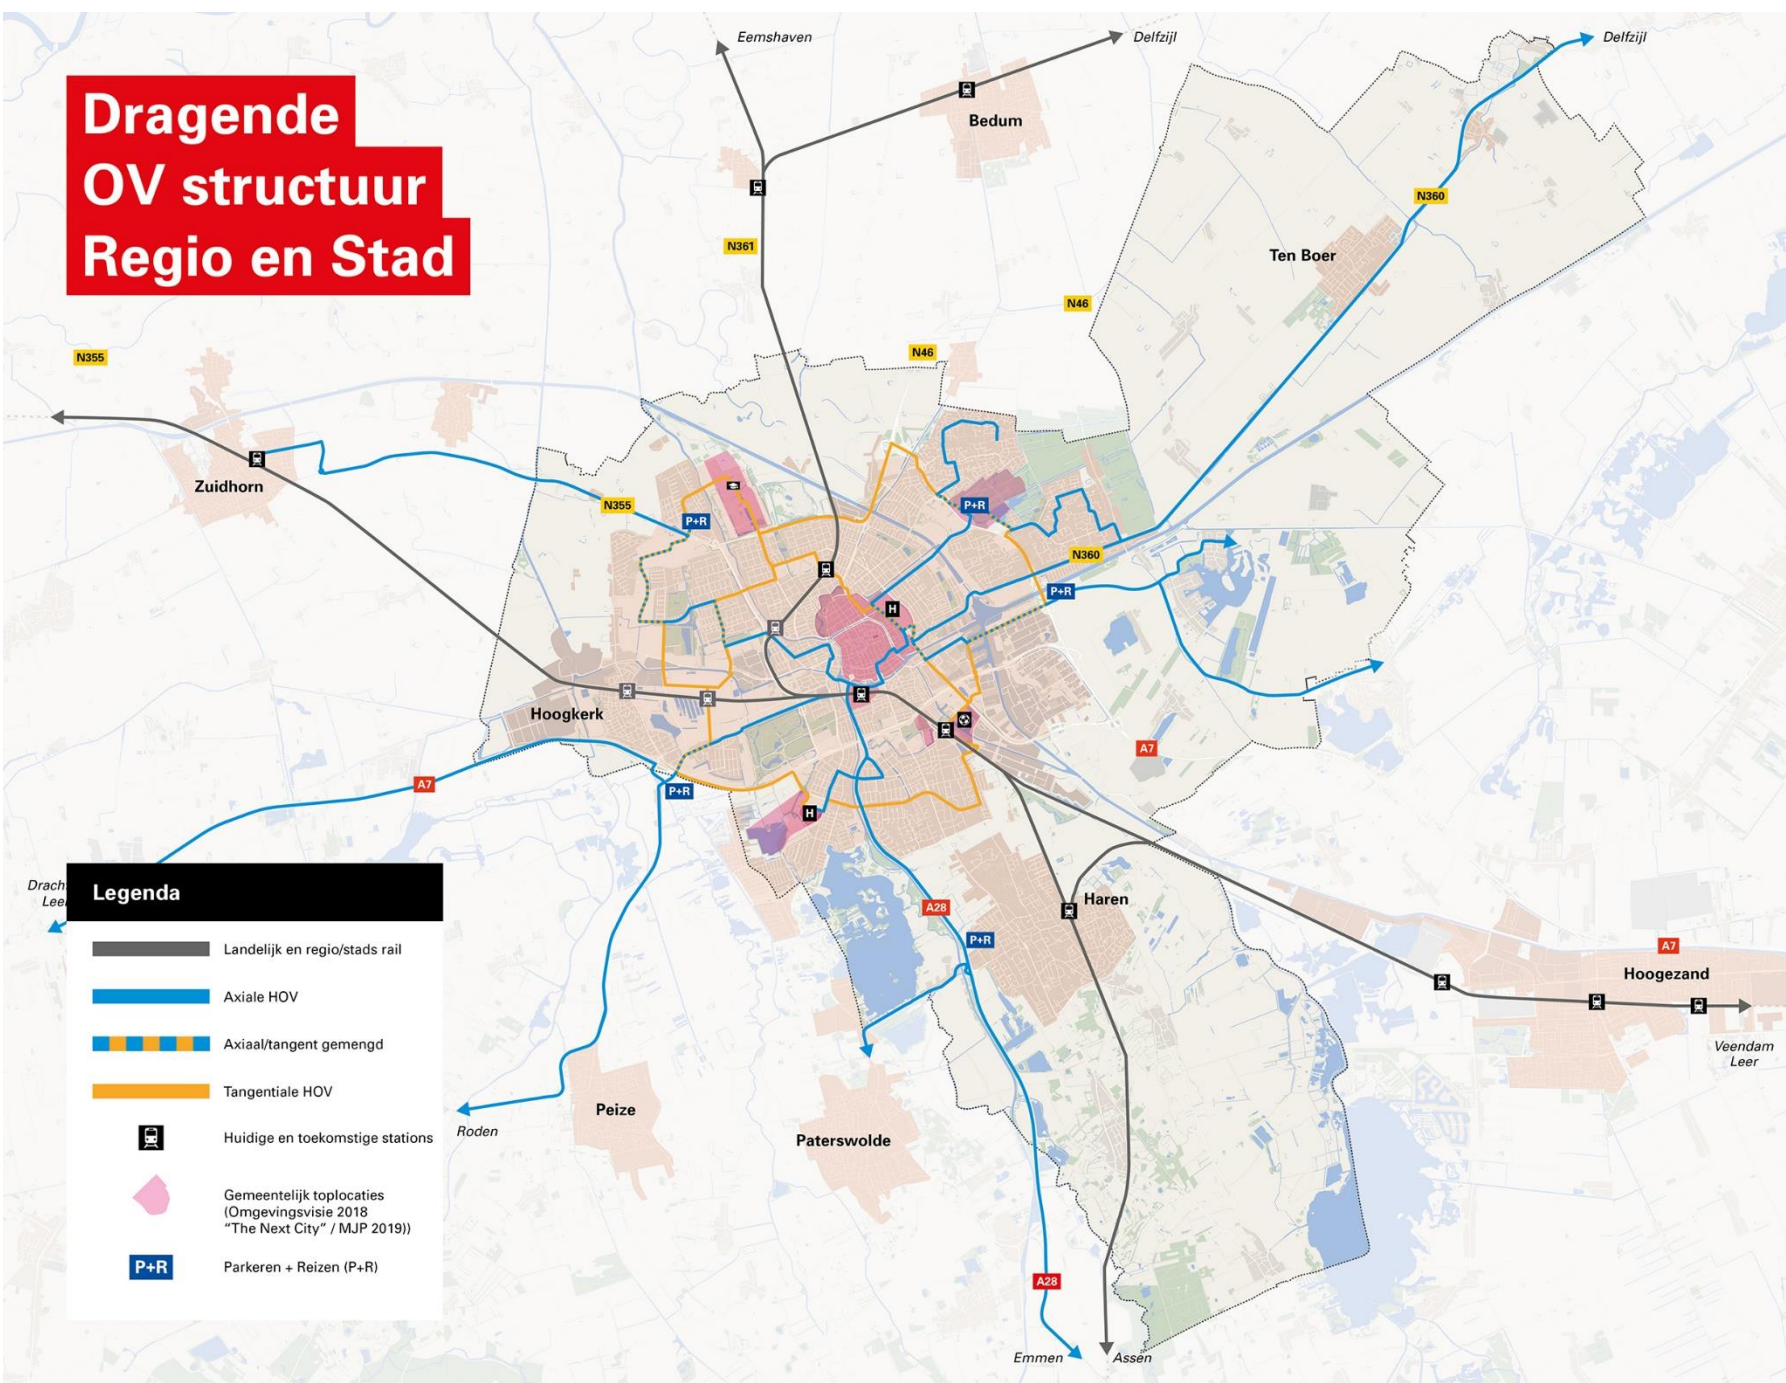 Dragende
OV structuur
Regio en Stad
Eemshaven
Delfzijl
Delfzijl
Bedum
N360
N361
Ten Boer
N46
N46
N355
Zuidhorn
N355
P+R
P+R
N360
P+R
H
Hoogkerk
A7
A7
P+R
H
Drach
Lee
A28
Haren
P+R
A7
Hoogezand
Veendam
Leer
Peize
Roden
Paterswolde
A28
Emmen
Assen
Legenda
Landelijk en regio/stads rail
Axiale HOV
Axiaal/tangent gemengd
Tangentiale HOV
Huidige en toekomstige stations
Gemeentelijk toplocaties
(Omgevingsvisie 2018
“The Next City” / MJP 2019))
P+R
Parkeren + Reizen (P+R)